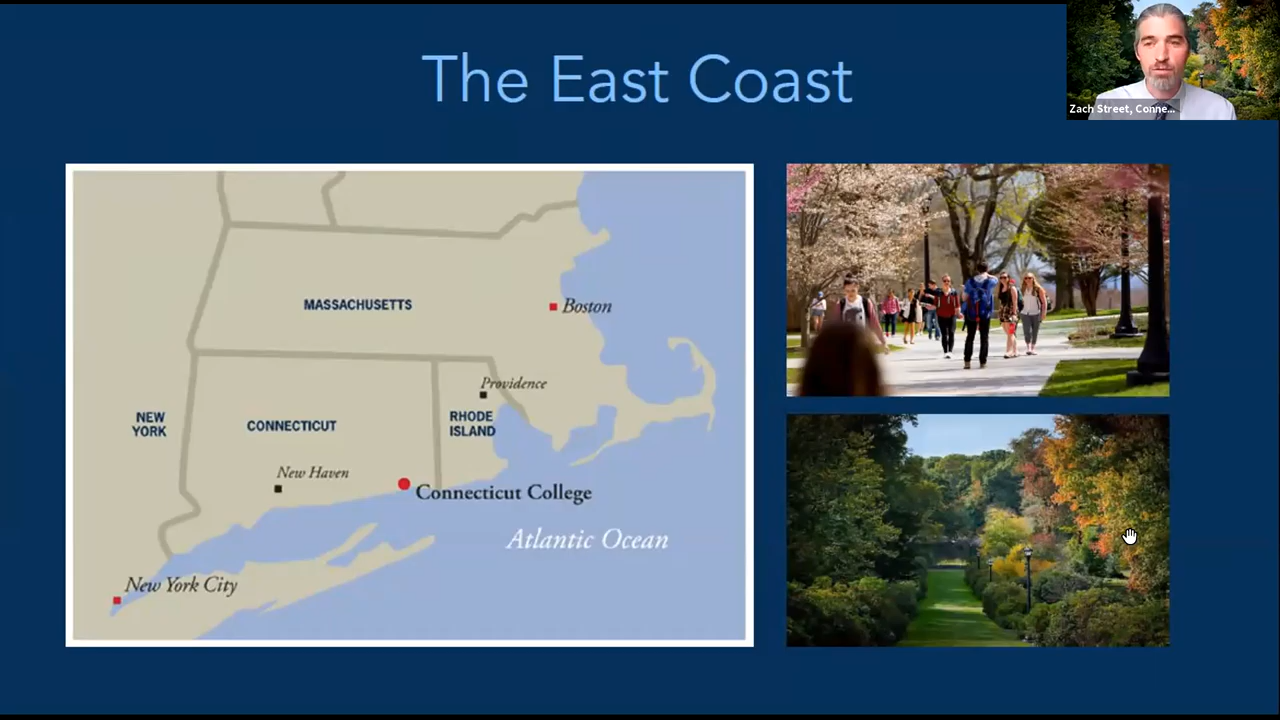 The East Coast
Zach Street, Conne...
MASSACHUSETTS
Boston
Providence
NEW
YORK
CONNECTICUT
RHODE
ISLAND
New Haven
Connecticut College
Atlantic Ocean
New York City